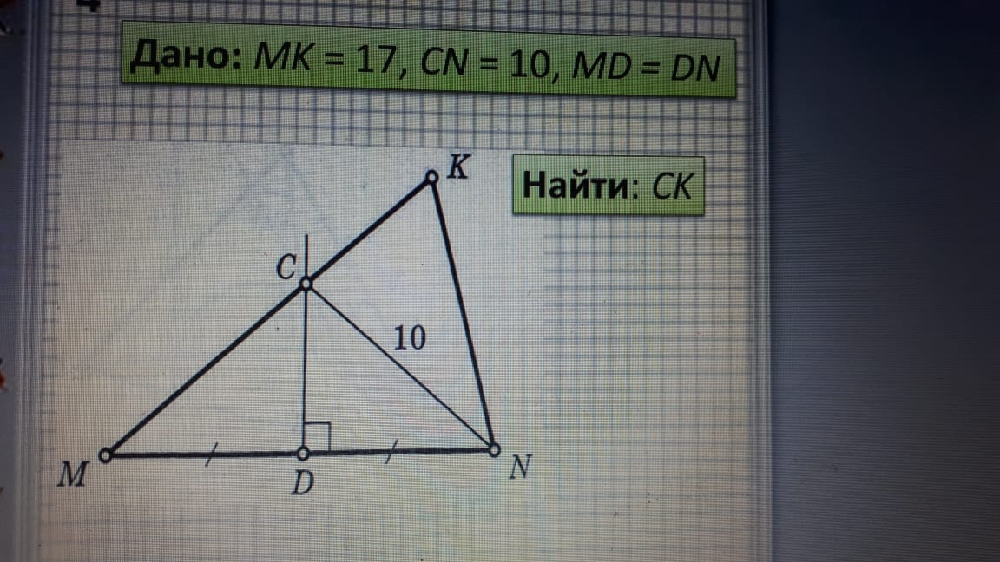 Дано: MK = 17, CN = 10, MD = DN
K
Найти: CK
C
10
M
D
N